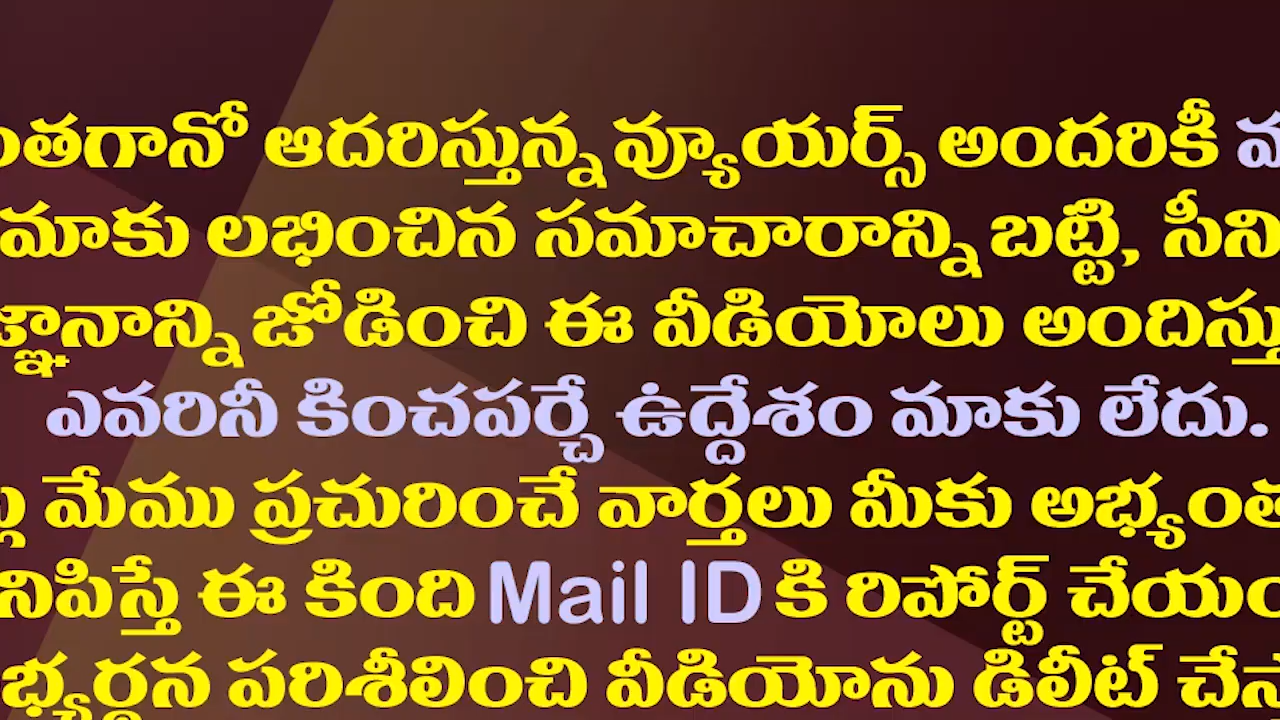 ఆదరిస్తున్న వ్యూయర్స్ అందరికీ
మాకు లభించిన సమాచారాన్ని బట్టి,
జోడించి ఈ వీడియోలు
ఎవరినీ కించపర్చే ఉద్దేశం మాకు లేదు.
మేము ప్రచురించే వార్తలు మీకు
ఈ కింది Mail ID కి రిపోర్ట్
పరిశీలించి వీడియోను డిలీట్